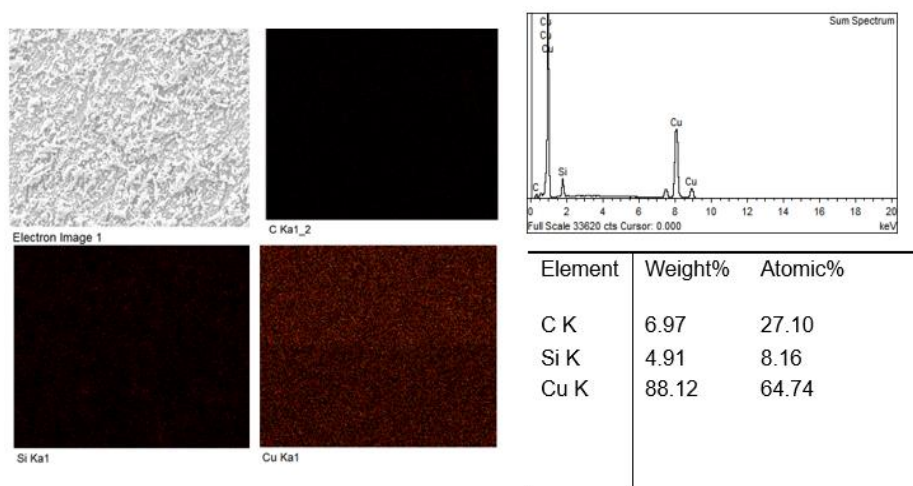 Electron Image 1
C Ka1_2
Si Ka1
Cu Ka1
Sum Spectrum
Cu
Cu
Cu
Cu
C
Si
Cu
0 2 4 6 8 10 12 14 16 18 20
Full Scale 33620 cts Cursor: 0.000 keV
Element Weight% Atomic%
C K 6.97 27.10
Si K 4.91 8.16
Cu K 88.12 64.74